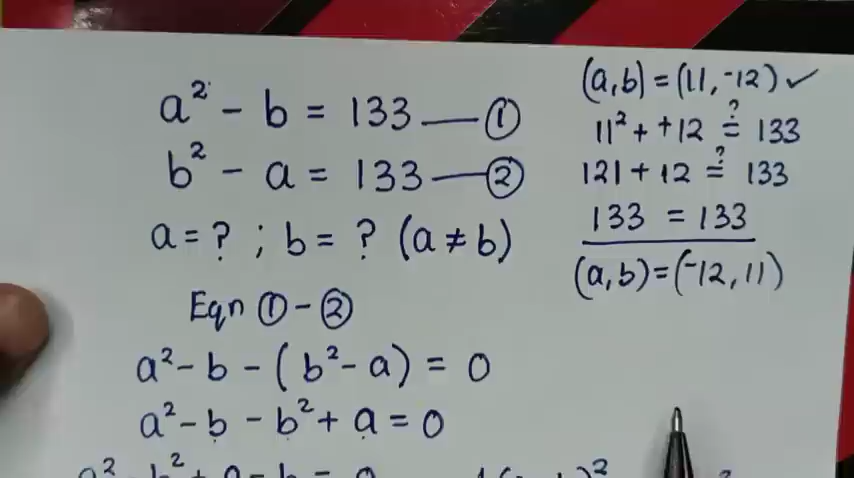 a² - b = 133 —— ①
b² - a = 133 —— ②
a = ? ; b = ? (a ≠ b)
Eqn ① - ②
a² - b - (b² - a) = 0
a² - b - b² + a = 0
(a, b) = (11, -12) ✓
11² + +12 ≟ 133
121 + 12 ≟ 133
133 = 133
(a, b) = (-12, 11)